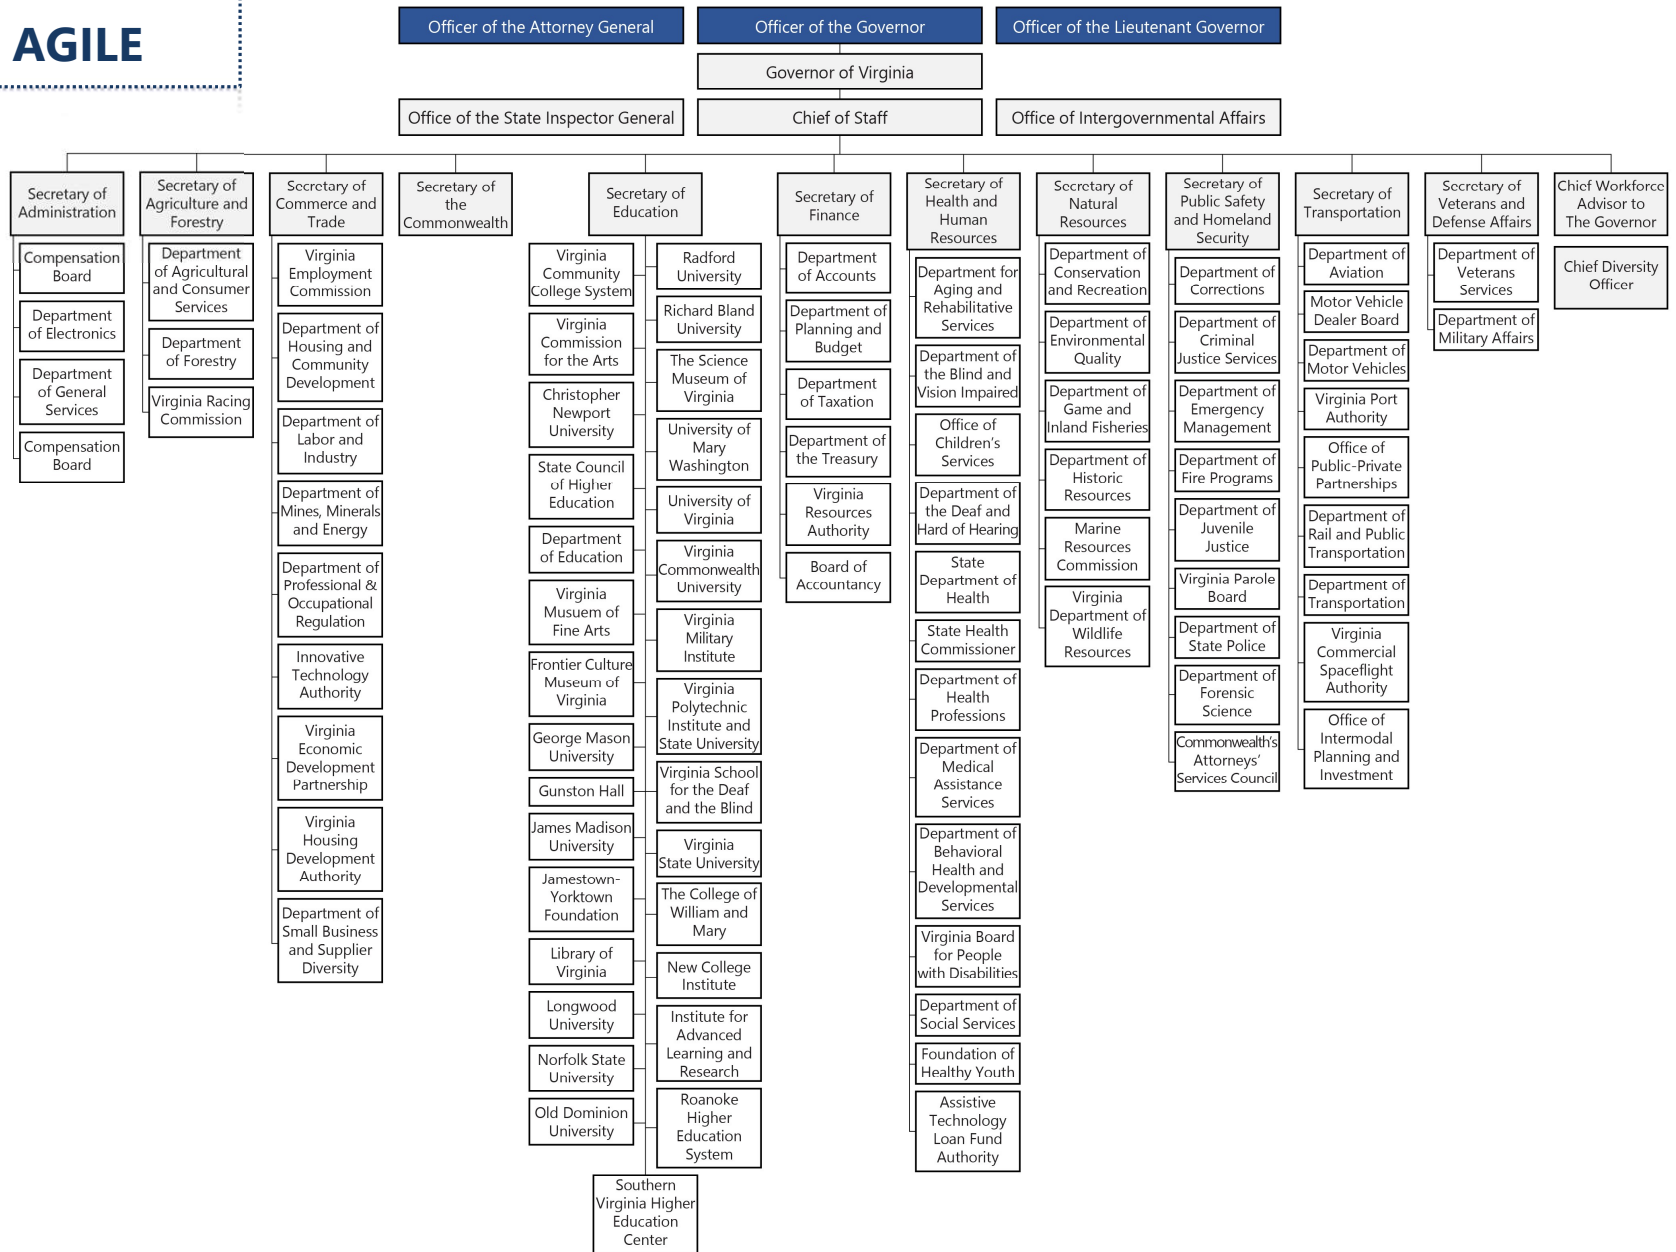 AGILE
Officer of the Attorney General
Officer of the Governor
Officer of the Lieutenant Governor
Governor of Virginia
Office of the State Inspector General
Chief of Staff
Office of Intergovernmental Affairs
Secretary of
Administration
Compensation
Board
Department
of Electronics
Department
of General
Services
Compensation
Board
Secretary of
Agriculture and
Forestry
Department
of Agricultural
and Consumer
Services
Department
of Forestry
Virginia Racing
Commission
Secretary of
Commerce and
Trade
Virginia
Employment
Commission
Department of
Housing and
Community
Development
Department of
Labor and
Industry
Department of
Mines, Minerals
and Energy
Department of
Professional &
Occupational
Regulation
Innovative
Technology
Authority
Virginia
Economic
Development
Partnership
Virginia
Housing
Development
Authority
Department of
Small Business
and Supplier
Diversity
Secretary of
the
Commonwealth
Secretary of
Education
Virginia
Community
College System
Virginia
Commission
for the Arts
Christopher
Newport
University
State Council
of Higher
Education
Department
of Education
Virginia
Musuem of
Fine Arts
Frontier Culture
Museum of
Virginia
George Mason
University
Gunston Hall
James Madison
University
Jamestown-
Yorktown
Foundation
Library of
Virginia
Longwood
University
Norfolk State
University
Old Dominion
University
Radford
University
Richard Bland
University
The Science
Museum of
Virginia
University of
Mary
Washington
University of
Virginia
Virginia
Commonwealth
University
Virginia
Military
Institute
Virginia
Polytechnic
Institute and
State University
Virginia School
for the Deaf
and the Blind
Virginia
State University
The College of
William and
Mary
New College
Institute
Institute for
Advanced
Learning and
Research
Roanoke
Higher
Education
System
Southern
Virginia Higher
Education
Center
Secretary of
Finance
Department
of Accounts
Department of
Planning and
Budget
Department
of Taxation
Department of
the Treasury
Virginia
Resources
Authority
Board of
Accountancy
Secretary of
Health and
Human
Resources
Department for
Aging and
Rehabilitative
Services
Department of
the Blind and
Vision Impaired
Office of
Children's
Services
Department of
the Deaf and
Hard of Hearing
State
Department of
Health
State Health
Commissioner
Department of
Health
Professions
Department of
Medical
Assistance
Services
Department of
Behavioral
Health and
Developmental
Services
Virginia Board
for People
with Disabilities
Department of
Social Services
Foundation of
Healthy Youth
Assistive
Technology
Loan Fund
Authority
Secretary of
Natural
Resources
Department of
Conservation
and Recreation
Department of
Environmental
Quality
Department of
Game and
Inland Fisheries
Department of
Historic
Resources
Marine
Resources
Commission
Virginia
Department of
Wildlife
Resources
Secretary of
Public Safety
and Homeland
Security
Department of
Corrections
Department of
Criminal
Justice Services
Department of
Emergency
Management
Department of
Fire Programs
Department of
Juvenile
Justice
Virginia Parole
Board
Department of
State Police
Department of
Forensic
Science
Commonwealth's
Attorneys'
Services Council
Secretary of
Transportation
Department of
Aviation
Motor Vehicle
Dealer Board
Department of
Motor Vehicles
Virginia Port
Authority
Office of
Public-Private
Partnerships
Department of
Rail and Public
Transportation
Department of
Transportation
Virginia
Commercial
Spaceflight
Authority
Office of
Intermodal
Planning and
Investment
Secretary of
Veterans and
Defense Affairs
Department of
Veterans
Services
Department of
Military Affairs
Chief Workforce
Advisor to
The Governor
Chief Diversity
Officer